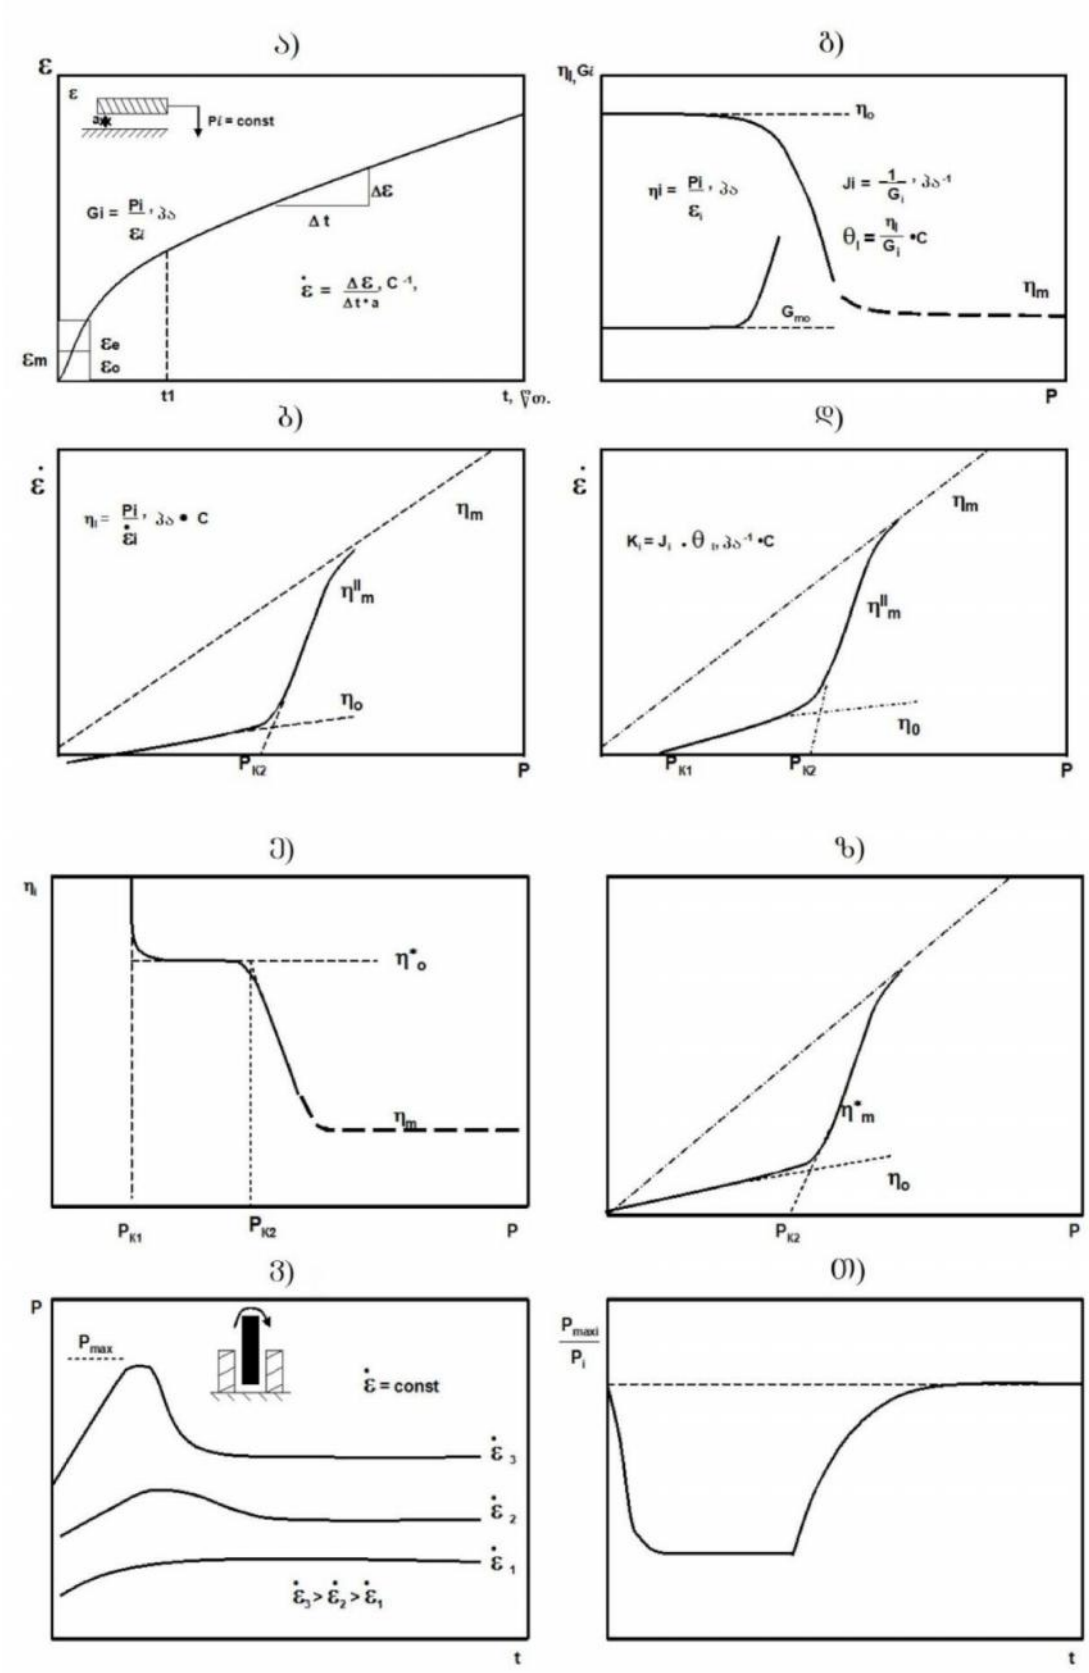 ა)
ε
ε
a
Pi = const
Gi = Pi/εi, პა
Δε
Δt
ε̇ = Δε/Δt·a, C⁻¹,
εe
εm
εo
t1
t, წთ.
გ)
ηI, Gi
ηo
ηi = Pi/εi, პა
Ji = 1/Gi, პა⁻¹
θI = ηI/Gi •C
Gmo
ηm
P
ბ)
ε̇
ηI = Pi/ε̇i, პა • C
ηm
ηIIm
ηo
PK2
P
დ)
ε̇
Ki = Ji . θ I, პა⁻¹ •C
ηm
ηIIm
η0
PK1
PK2
P
ე)
ηi
η*o
ηm
PK1
PK2
P
ზ)
η*m
ηo
PK2
P
ვ)
P
Pmax
ε̇ = const
ε̇3
ε̇2
ε̇1
ε̇3 > ε̇2 > ε̇1
t
თ)
Pmaxi/Pi
t